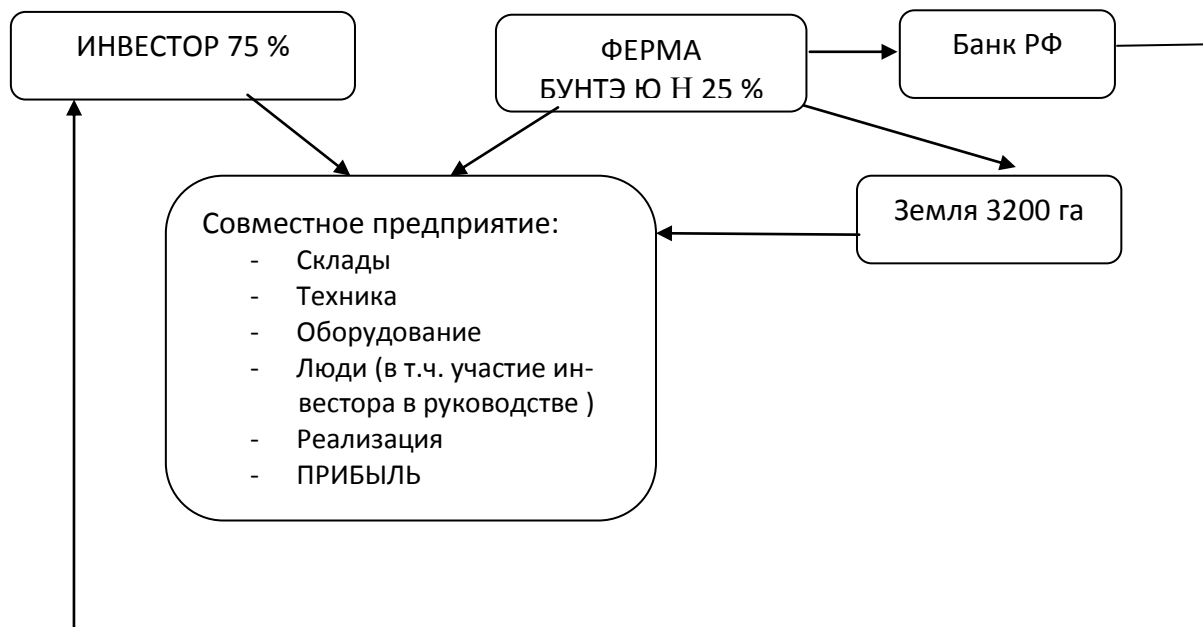 ИНВЕСТОР 75 %
ФЕРМА
БУНТЭ Ю Н 25 %
Банк РФ
Земля 3200 га
Совместное предприятие:
- Склады
- Техника
- Оборудование
- Люди (в т.ч. участие ин-
вестора в руководстве )
- Реализация
- ПРИБЫЛЬ